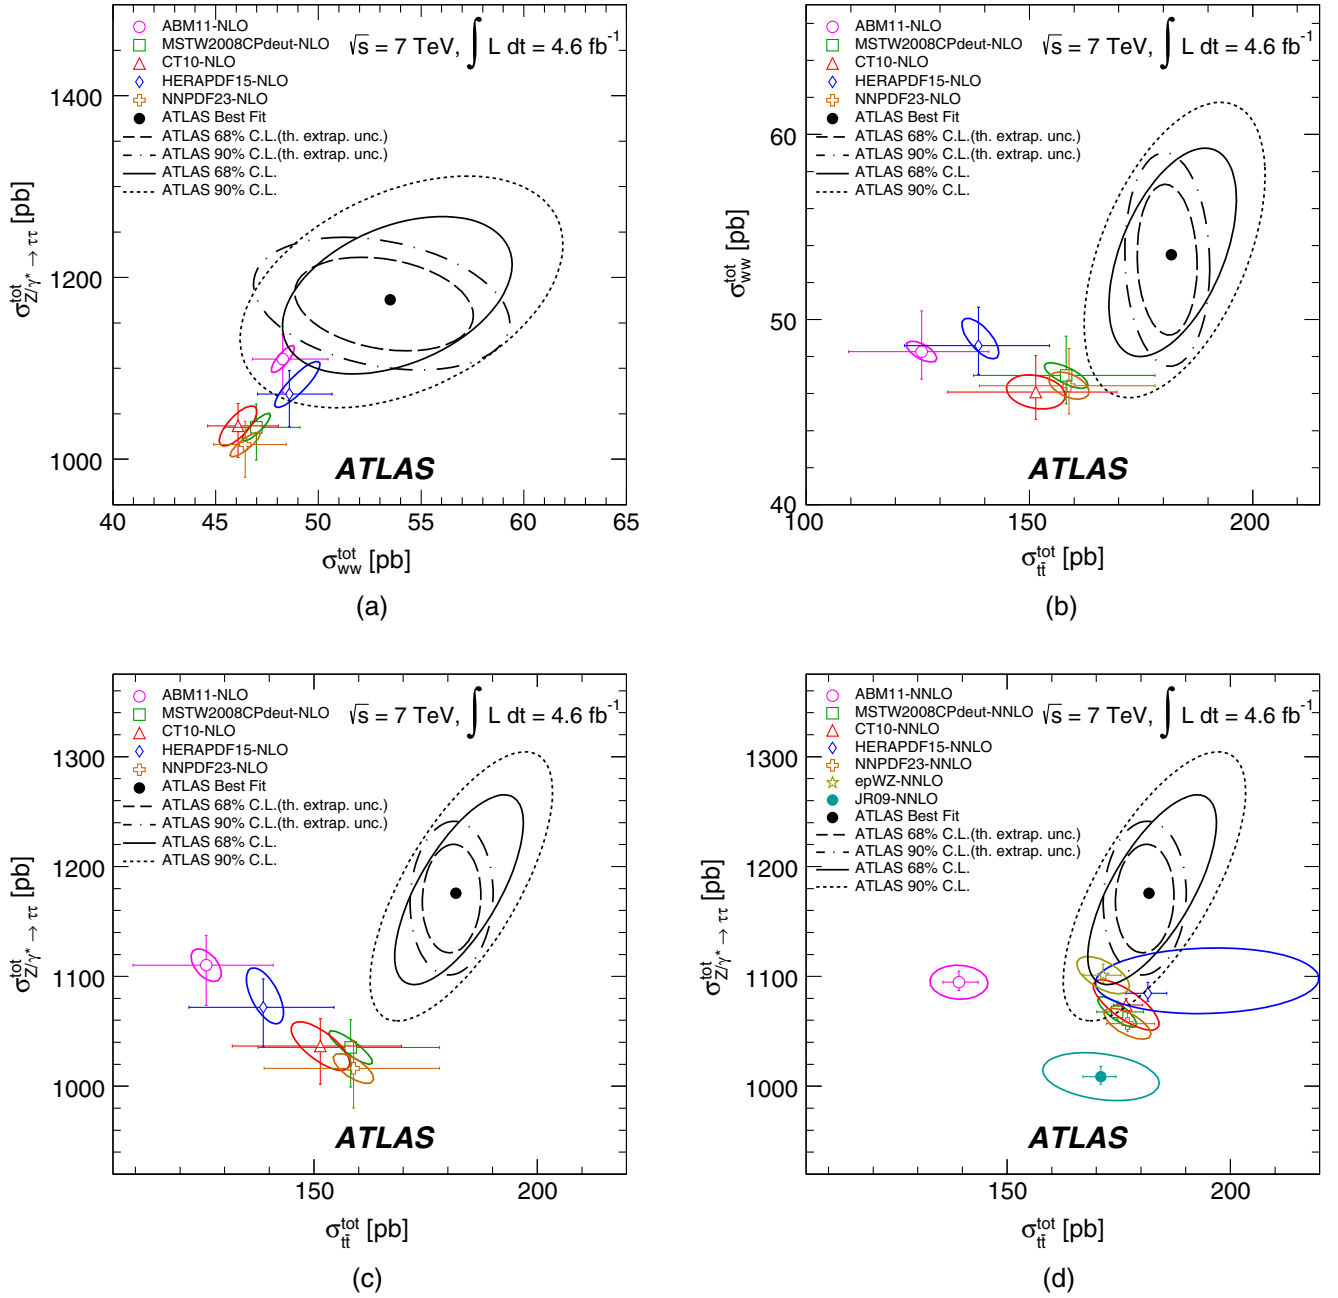 ABM11-NLO
MSTW2008CPdeut-NLO
CT10-NLO
HERAPDF15-NLO
NNPDF23-NLO
ATLAS Best Fit
ATLAS 68% C.L.(th. extrap. unc.)
ATLAS 90% C.L.(th. extrap. unc.)
ATLAS 68% C.L.
ATLAS 90% C.L.
√s = 7 TeV, ∫ L dt = 4.6 fb⁻¹
1400
1200
1000
σ^tot_Z/γ* → ττ [pb]
ATLAS
40 45 50 55 60 65
σ^tot_WW [pb]
(a)
ABM11-NLO
MSTW2008CPdeut-NLO
CT10-NLO
HERAPDF15-NLO
NNPDF23-NLO
ATLAS Best Fit
ATLAS 68% C.L.(th. extrap. unc.)
ATLAS 90% C.L.(th. extrap. unc.)
ATLAS 68% C.L.
ATLAS 90% C.L.
√s = 7 TeV, ∫ L dt = 4.6 fb⁻¹
60
50
40
σ^tot_WW [pb]
ATLAS
100 150 200
σ^tot_tt̄ [pb]
(b)
ABM11-NLO
MSTW2008CPdeut-NLO
CT10-NLO
HERAPDF15-NLO
NNPDF23-NLO
ATLAS Best Fit
ATLAS 68% C.L.(th. extrap. unc.)
ATLAS 90% C.L.(th. extrap. unc.)
ATLAS 68% C.L.
ATLAS 90% C.L.
√s = 7 TeV, ∫ L dt = 4.6 fb⁻¹
1300
1200
1100
1000
σ^tot_Z/γ* → ττ [pb]
ATLAS
150 200
σ^tot_tt̄ [pb]
(c)
ABM11-NNLO
MSTW2008CPdeut-NNLO
CT10-NNLO
HERAPDF15-NNLO
NNPDF23-NNLO
epWZ-NNLO
JR09-NNLO
ATLAS Best Fit
ATLAS 68% C.L.(th. extrap. unc.)
ATLAS 90% C.L.(th. extrap. unc.)
ATLAS 68% C.L.
ATLAS 90% C.L.
√s = 7 TeV, ∫ L dt = 4.6 fb⁻¹
1300
1200
1100
1000
σ^tot_Z/γ* → ττ [pb]
ATLAS
150 200
σ^tot_tt̄ [pb]
(d)